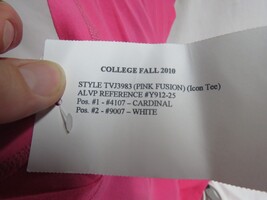 COLLEGE FALL 2010
STYLE TVJ3983 (PINK FUSION) (Icon Tee)
ALVP REFERENCE #Y912-25
Pos. #1 - #4107 – CARDINAL
Pos. #2 - #9007 – WHITE